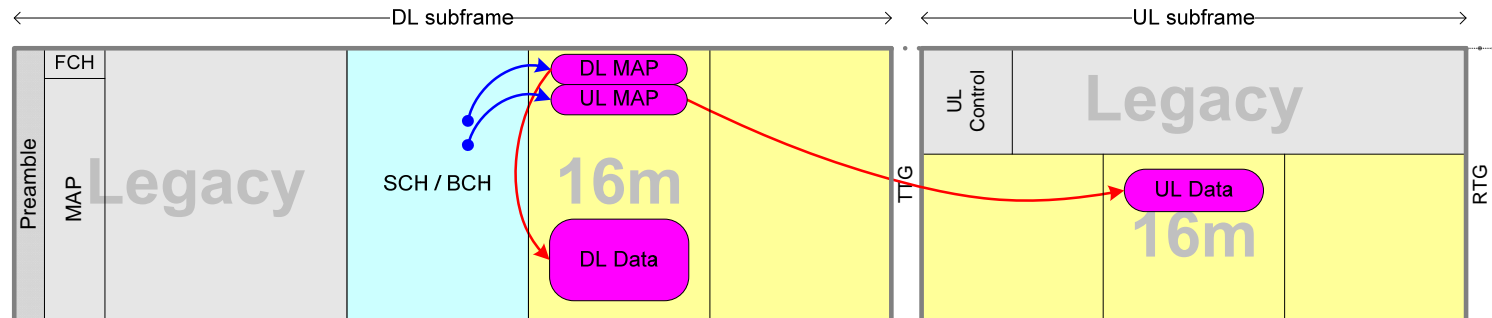 DL subframe
UL subframe
Preamble
FCH
MAP
Legacy
SCH / BCH
DL MAP
UL MAP
16m
DL Data
TTG
UL
Control
Legacy
UL Data
16m
RTG